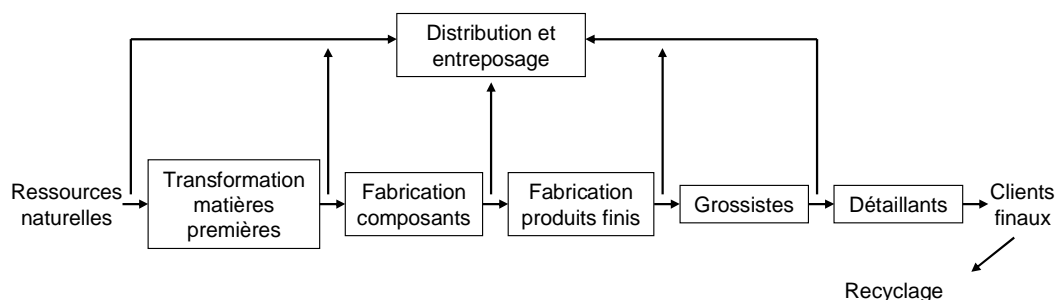 Distribution et
entreposage
Ressources
naturelles
Transformation
matières
premières
Fabrication
composants
Fabrication
produits finis
Grossistes
Détaillants
Clients
finaux
Recyclage